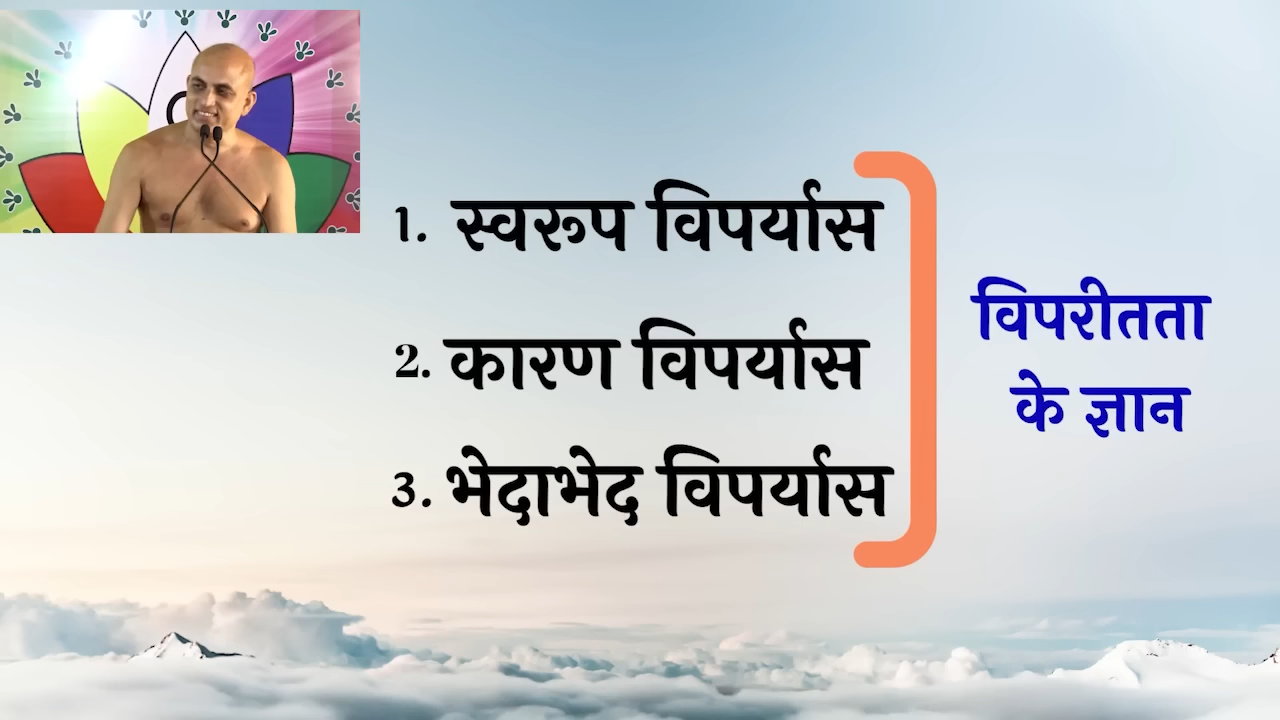 1. स्वरूप विपर्यास
2. कारण विपर्यास
3. भेदाभेद विपर्यास
विपरीतता
के ज्ञान